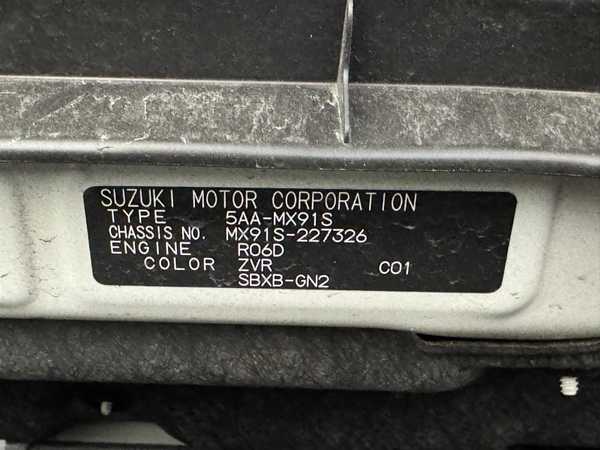 SUZUKI MOTOR CORPORATION
TYPE 5AA-MX91S
CHASSIS NO. MX91S-227326
ENGINE R06D
COLOR ZVR C01
SBXB-GN2